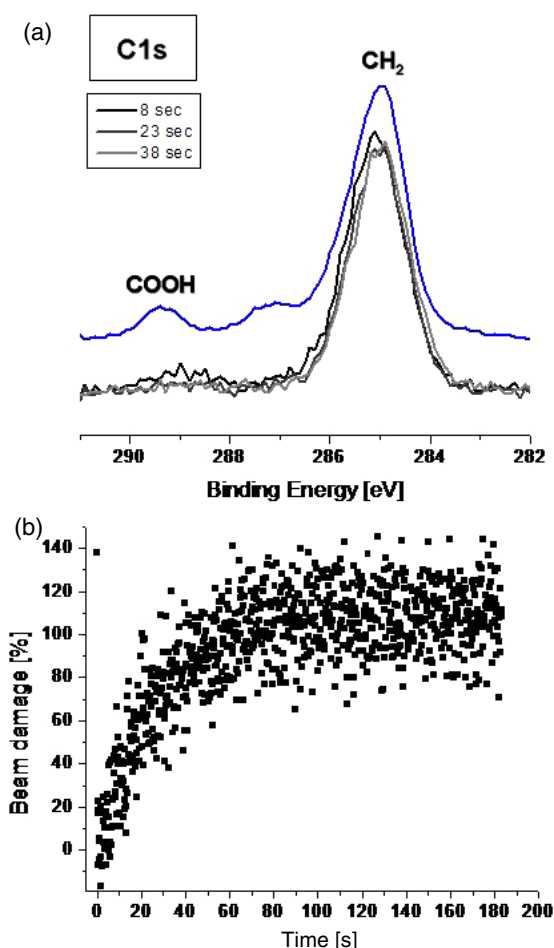 (a)
C1s
CH₂
8 sec
23 sec
38 sec
COOH
290 288 286 284 282
Binding Energy [eV]
(b)
140
120
100
80
60
40
20
0
Beam damage [%]
0 20 40 60 80 100 120 140 160 180 200
Time [s]